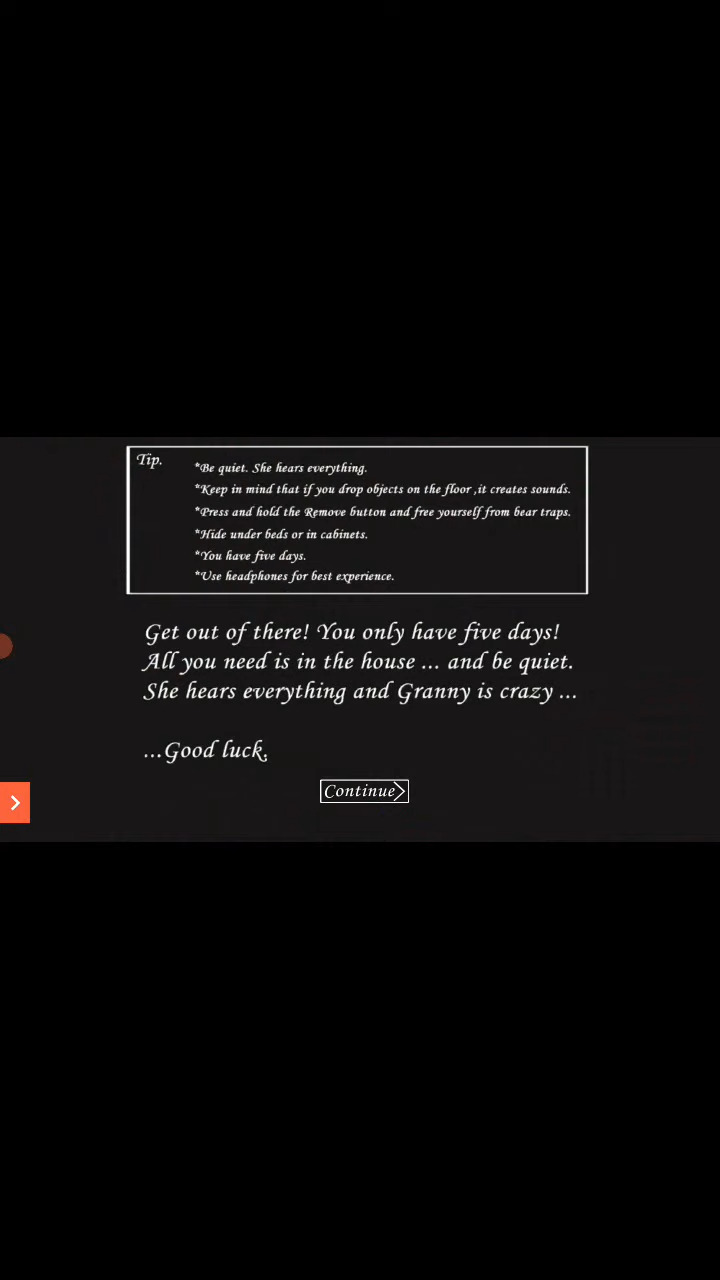 Tip.
*Be quiet. She hears everything.
*Keep in mind that if you drop objects on the floor ,it creates sounds.
*Press and hold the Remove button and free yourself from bear traps.
*Hide under beds or in cabinets.
*You have five days.
*Use headphones for best experience.
Get out of there! You only have five days!
All you need is in the house ... and be quiet.
She hears everything and Granny is crazy ...
...Good luck.
Continue